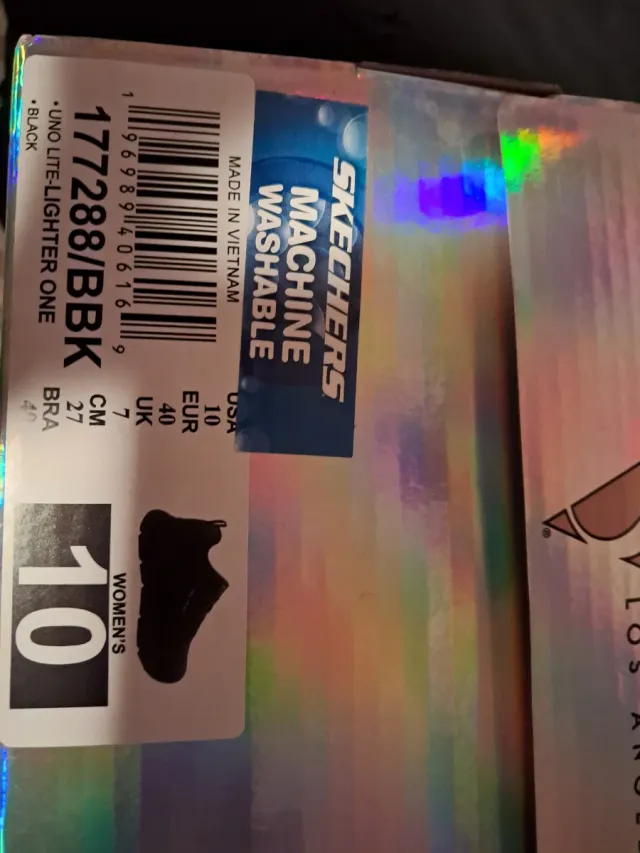 MADE IN VIETNAM
1 96989 40616 9
177288/BBK
•UNO LITE-LIGHTER ONE
•BLACK
USA
10
EUR
40
UK
7
CM
27
BRA
40
WOMEN'S
10
SKECHERS
MACHINE
WASHABLE
®
LOS